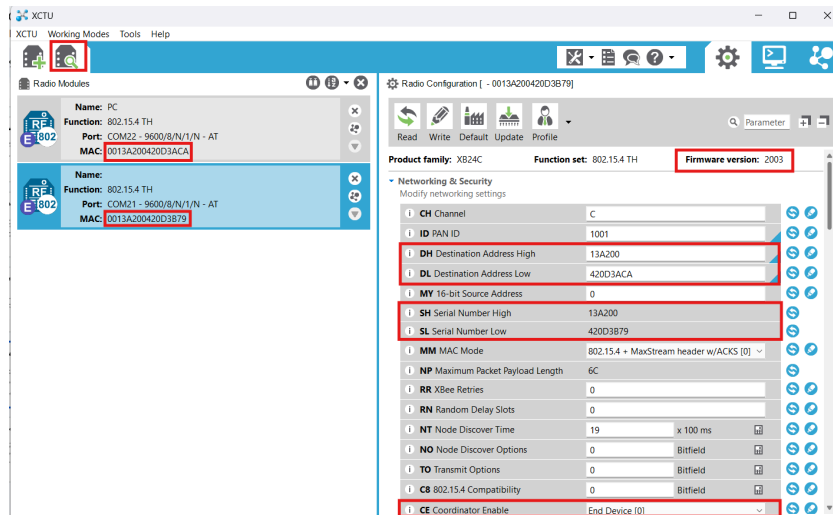 XCTU
XCTU Working Modes Tools Help
Radio Modules
Name: PC
Function: 802.15.4 TH
Port: COM22 - 9600/8/N/1/N - AT
MAC: 0013A200420D3ACA
RF
E 802
Name:
Function: 802.15.4 TH
Port: COM21 - 9600/8/N/1/N - AT
MAC: 0013A200420D3B79
RF
E 802
Radio Configuration [ - 0013A200420D3B79]
Read Write Default Update Profile
Parameter
Product family: XB24C Function set: 802.15.4 TH Firmware version: 2003
Networking & Security
Modify networking settings
i CH Channel C
i ID PAN ID 1001
i DH Destination Address High 13A200
i DL Destination Address Low 420D3ACA
i MY 16-bit Source Address 0
i SH Serial Number High 13A200
i SL Serial Number Low 420D3B79
i MM MAC Mode 802.15.4 + MaxStream header w/ACKS [0]
i NP Maximum Packet Payload Length 6C
i RR XBee Retries 0
i RN Random Delay Slots 0
i NT Node Discover Time 19 x 100 ms
i NO Node Discover Options 0 Bitfield
i TO Transmit Options 0 Bitfield
i C8 802.15.4 Compatibility 0 Bitfield
i CE Coordinator Enable End Device [0]